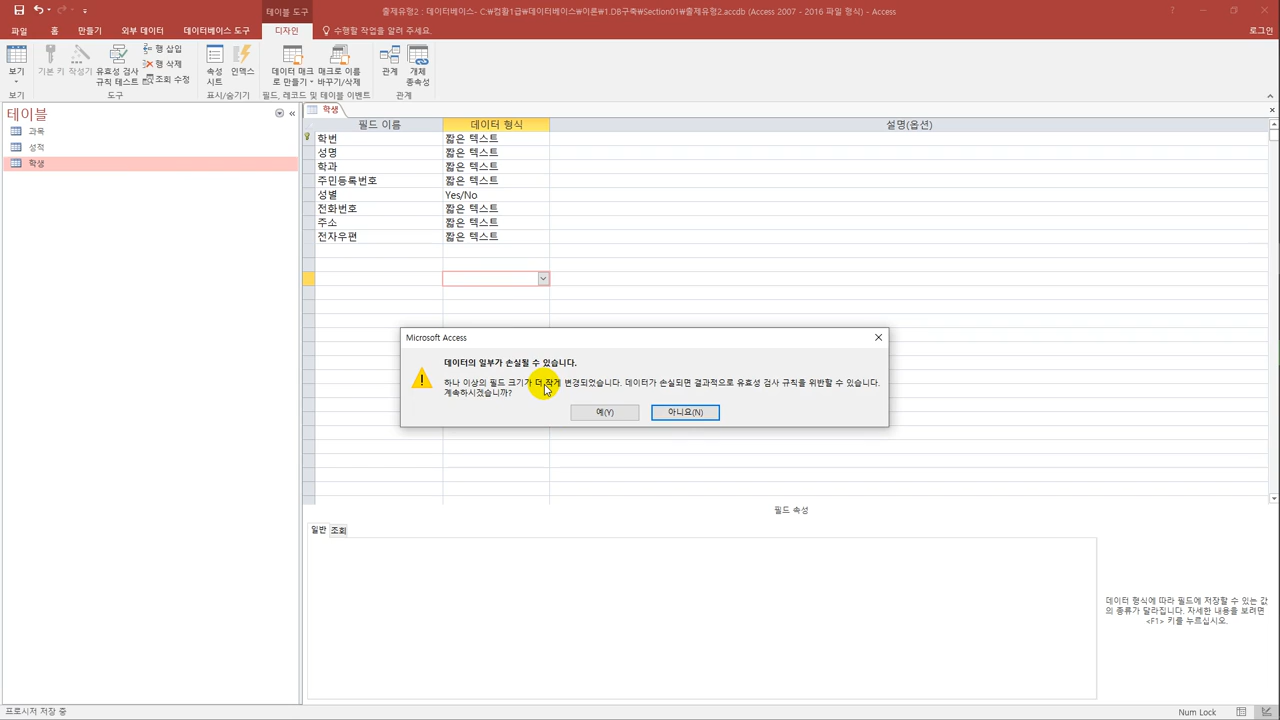 테이블 도구
출제유형2 : 데이터베이스- C:₩컴활1급₩데이터베이스₩이론₩1.DB구축₩Section01₩출제유형2.accdb (Access 2007 - 2016 파일 형식) - Access
파일 홈 만들기 외부 데이터 데이터베이스 도구 디자인 수행할 작업을 알려 주세요. 로그인
보기
기본 키
작성기
유효성 검사
규칙 테스트
행 삽입
행 삭제
조회 수정
속성
시트
인덱스
데이터 매크
로 만들기
매크로 이름
바꾸기/삭제
관계
개체
종속성
보기 도구 표시/숨기기 필드, 레코드 및 테이블 이벤트 관계
테이블
과목
성적
학생
학생
필드 이름 데이터 형식 설명(옵션)
학번 짧은 텍스트
성명 짧은 텍스트
학과 짧은 텍스트
주민등록번호 짧은 텍스트
성별 Yes/No
전화번호 짧은 텍스트
주소 짧은 텍스트
전자우편 짧은 텍스트
Microsoft Access
데이터의 일부가 손실될 수 있습니다.
하나 이상의 필드 크기가 더 작게 변경되었습니다. 데이터가 손실되면 결과적으로 유효성 검사 규칙을 위반할 수 있습니다.
계속하시겠습니까?
예(Y) 아니요(N)
필드 속성
일반 조회
데이터 형식에 따라 필드에 저장할 수 있는 값
의 종류가 달라집니다. 자세한 내용을 보려면
<F1> 키를 누르십시오.
프로시저 저장 중 Num Lock